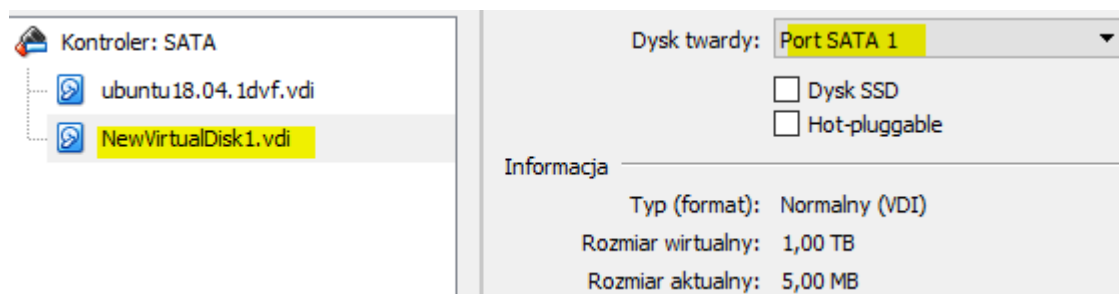 Kontroler: SATA
ubuntu18.04.1dvf.vdi
NewVirtualDisk1.vdi
Dysk twardy: Port SATA 1
Dysk SSD
Hot-pluggable
Informacja
Typ (format): Normalny (VDI)
Rozmiar wirtualny: 1,00 TB
Rozmiar aktualny: 5,00 MB